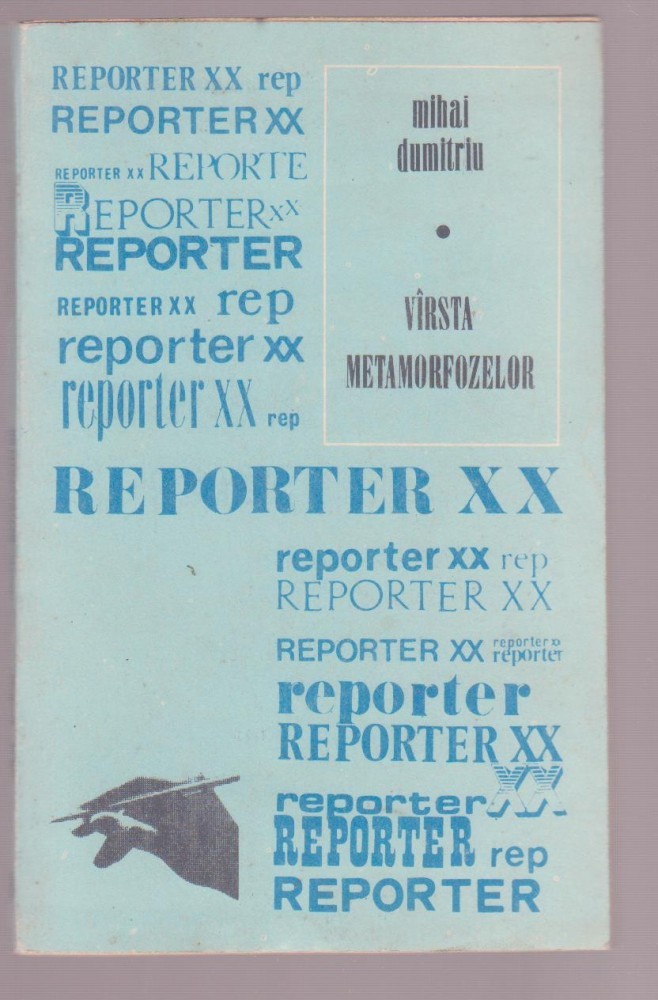 REPORTER XX rep
REPORTER XX
REPORTER XX REPORTE
REPORTER XX
REPORTER
REPORTER XX rep
reporter XX
reporter XX rep
mihai
dumitriu
•
VÎRSTA
METAMORFOZELOR
REPORTER XX
reporter XX rep
REPORTER XX
REPORTER XX reporter x
reporter
reporter
REPORTER XX
reporter XX
REPORTER rep
REPORTER